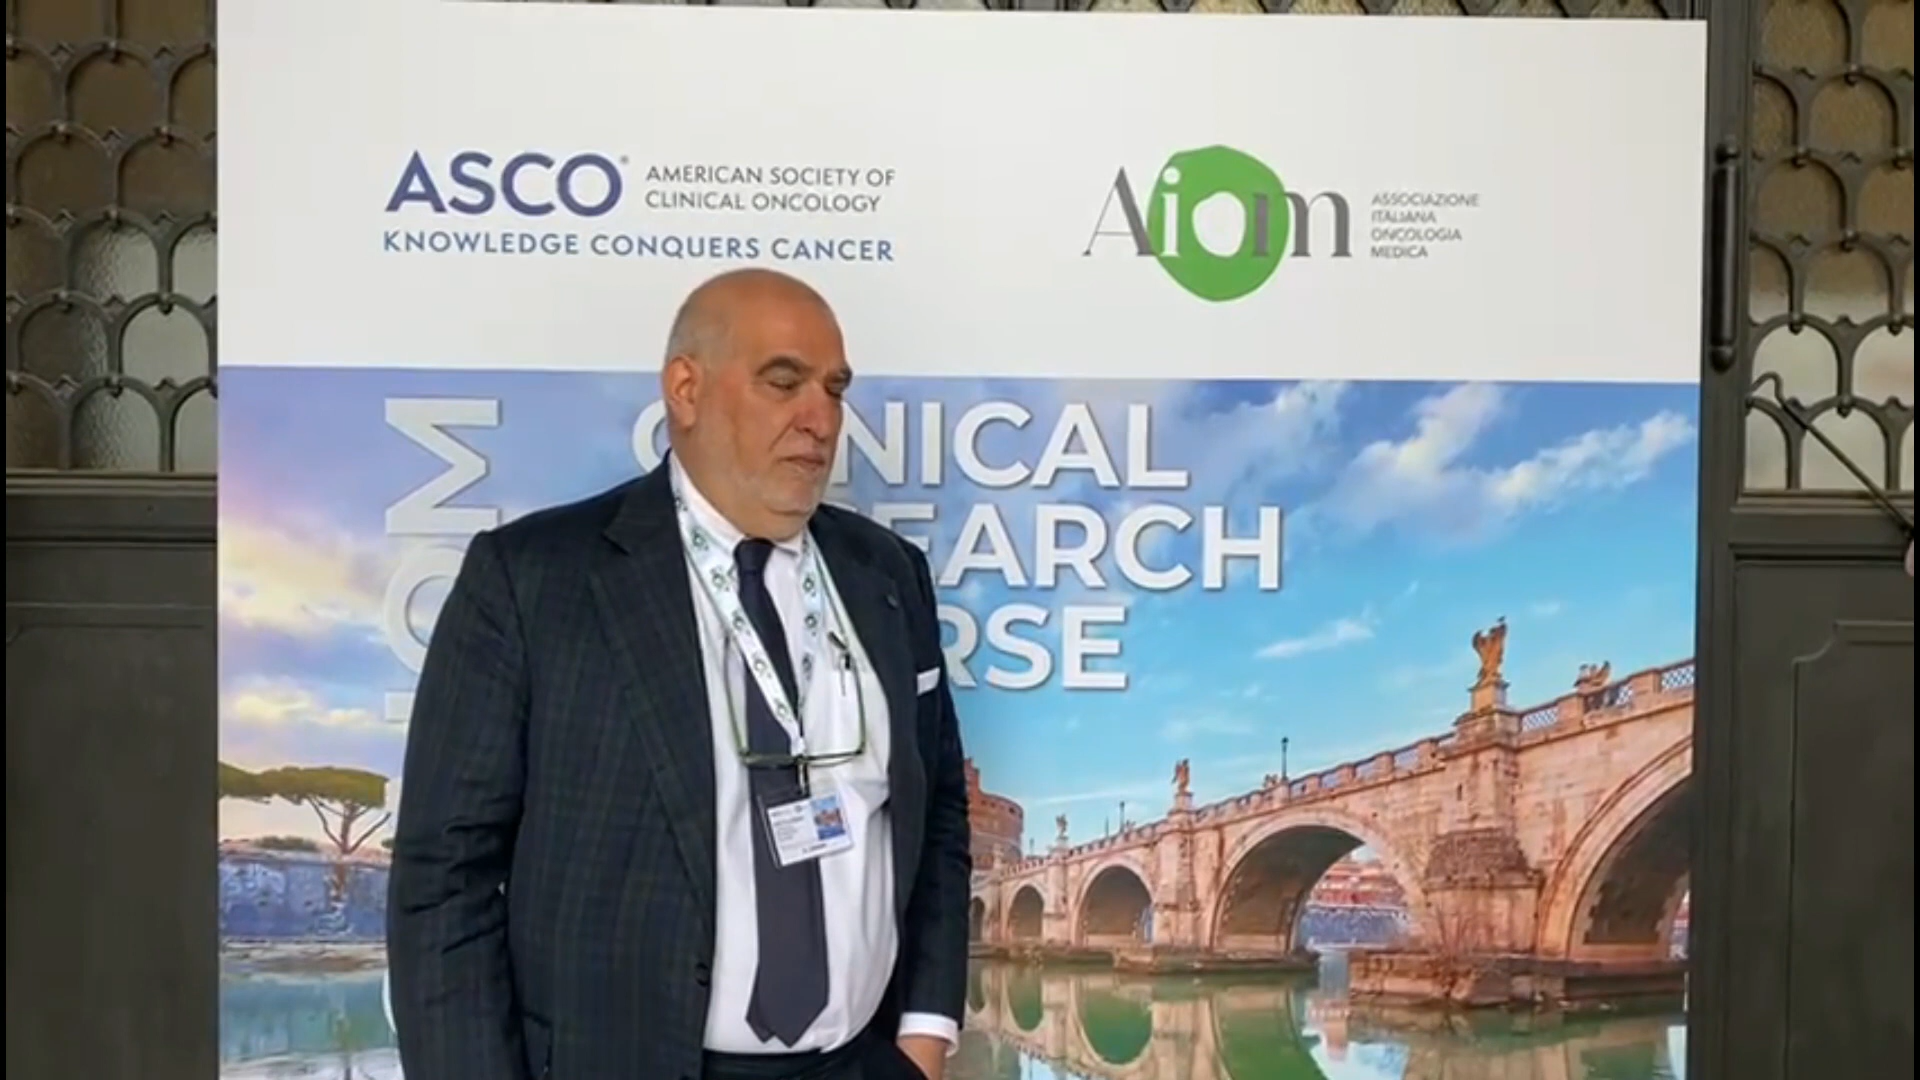 ASCO® AMERICAN SOCIETY OF
CLINICAL ONCOLOGY
KNOWLEDGE CONQUERS CANCER
Aiom
ASSOCIAZIONE
ITALIANA
ONCOLOGIA
MEDICA
NICAL
EARCH
RSE